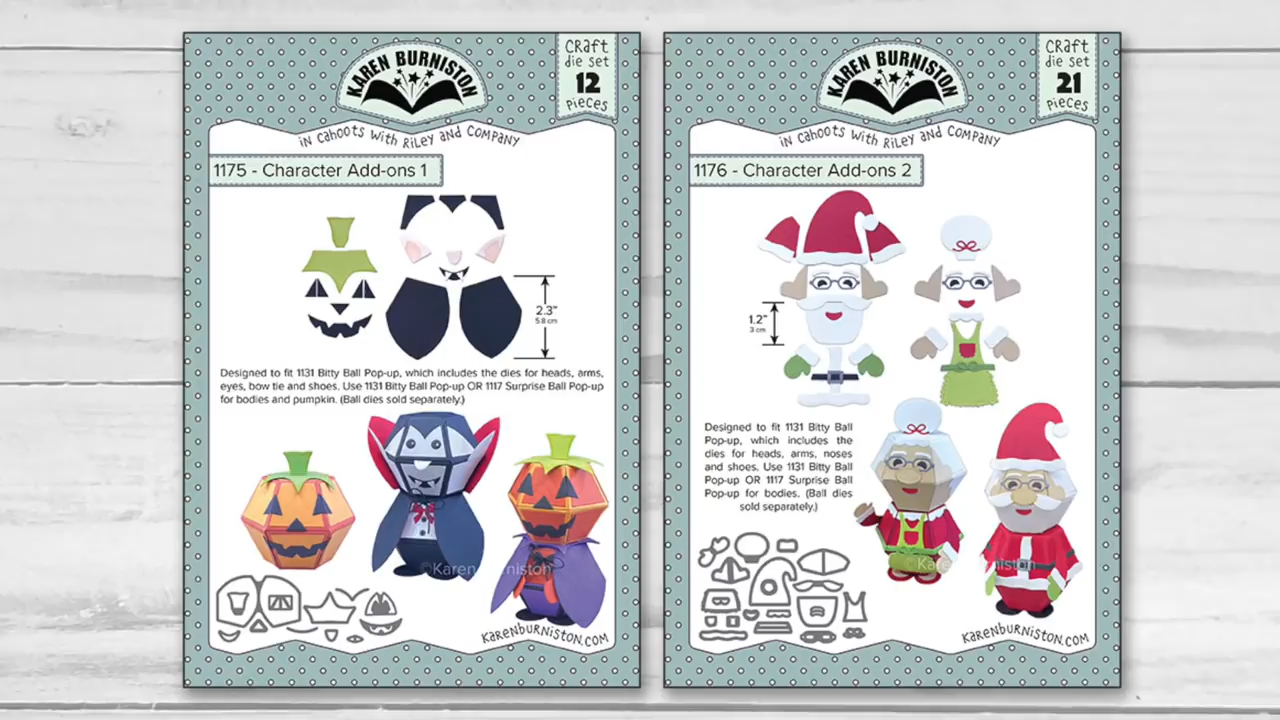 KAREN BURNISTON
CRAFT
die set
12
Pieces
in cahoots with Riley and Company
1175 - Character Add-ons 1
2.3"
5.8 cm
Designed to fit 1131 Bitty Ball Pop-up, which includes the dies for heads, arms,
eyes, bow tie and shoes. Use 1131 Bitty Ball Pop-up OR 1117 Surprise Ball Pop-up
for bodies and pumpkin. (Ball dies sold separately.)
©Karen Burniston
KARENBURNISTON.COM
KAREN BURNISTON
CRAFT
die set
21
Pieces
in cahoots with Riley and Company
1176 - Character Add-ons 2
1.2"
3 cm
Designed to fit 1131 Bitty Ball
Pop-up, which includes the
dies for heads, arms, noses
and shoes. Use 1131 Bitty Ball
Pop-up OR 1117 Surprise Ball
Pop-up for bodies. (Ball dies
sold separately.)
©Karen Burniston
KARENBURNISTON.COM